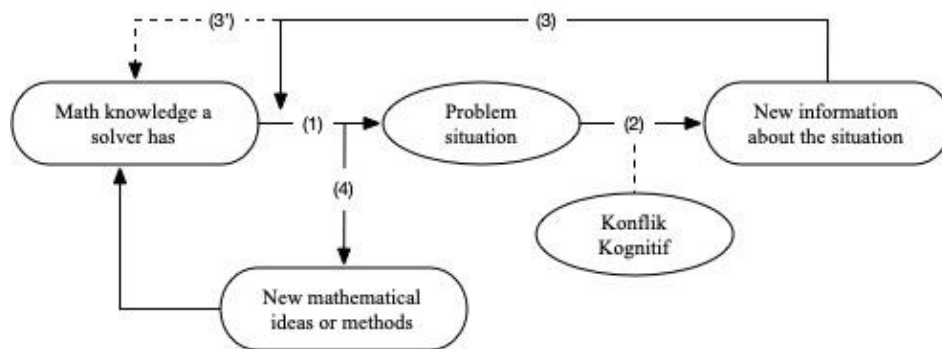 (3')
(3)
Math knowledge a
solver has
(1)
Problem
situation
(2)
New information
about the situation
(4)
Konflik
Kognitif
New mathematical
ideas or methods